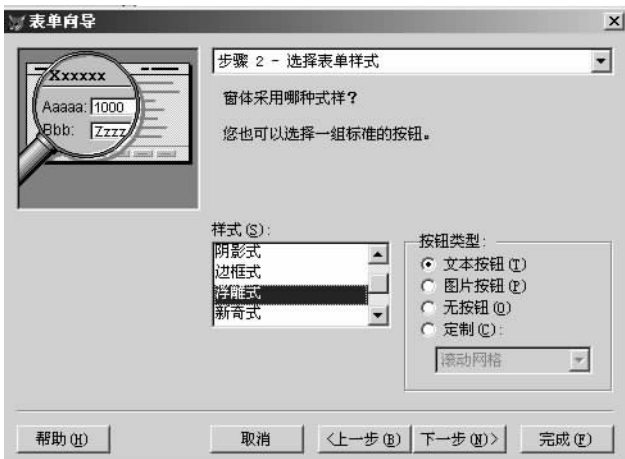 表单向导
步骤 2 - 选择表单样式
Xxxxxx
Aaaaa: 1000
Bbb: Zzzz
窗体采用哪种式样?
您也可以选择一组标准的按钮。
样式(S):
阴影式
边框式
浮雕式
新奇式
按钮类型:
文本按钮(T)
图片按钮(P)
无按钮(O)
定制(C):
滚动网格
帮助(H)
取消
<上一步(B)
下一步(N)>
完成(F)